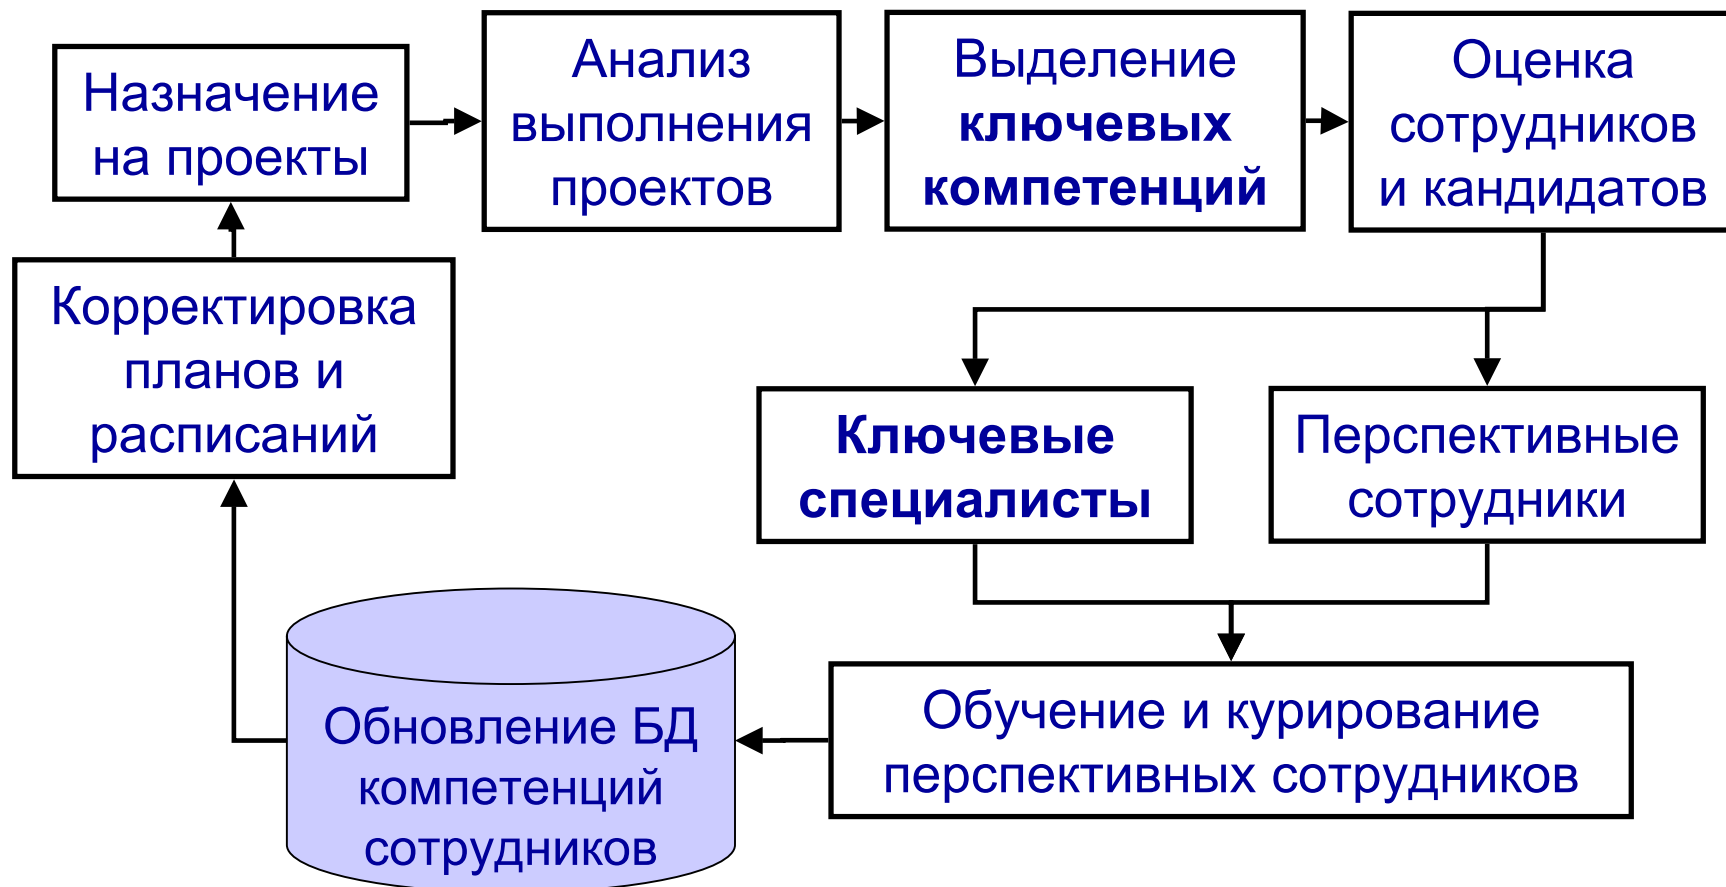 Назначение
на проекты
Анализ
выполнения
проектов
Выделение
ключевых
компетенций
Оценка
сотрудников
и кандидатов
Корректировка
планов и
расписаний
Ключевые
специалисты
Перспективные
сотрудники
Обновление БД
компетенций
сотрудников
Обучение и курирование
перспективных сотрудников